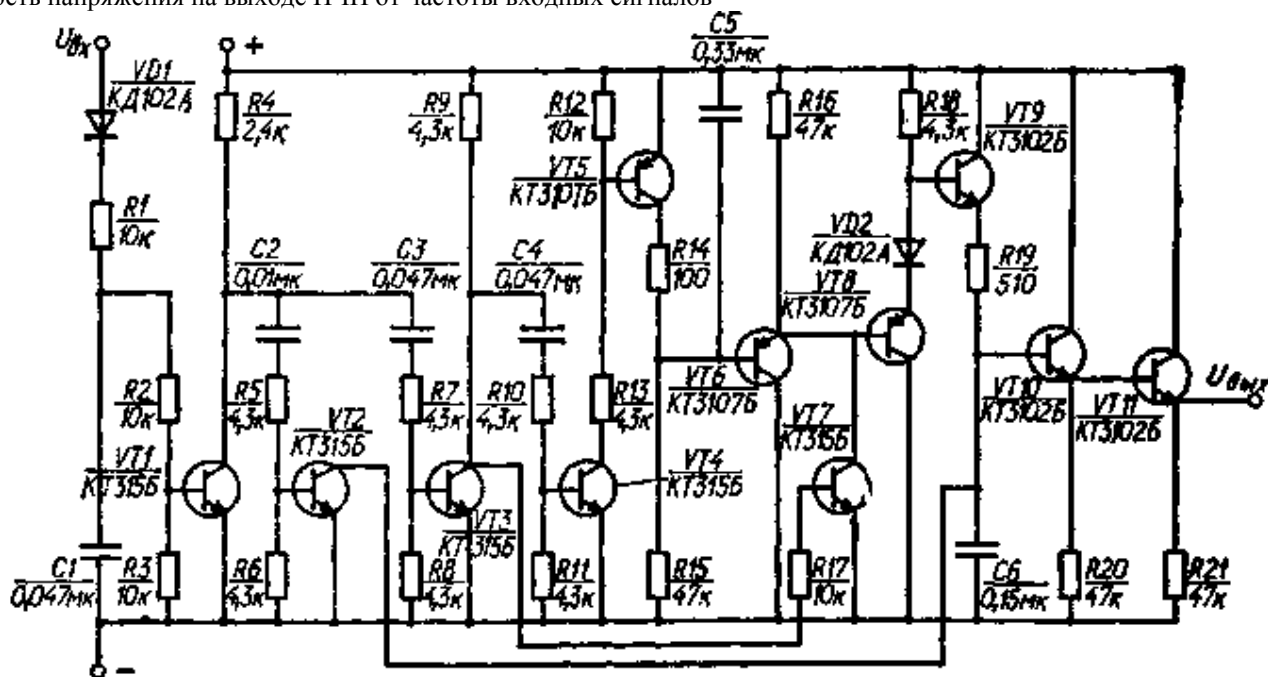 ость напряжения на выходе ПЧН от частоты входных сигналов
Uвх
+
VD1
КД102А
R1
10к
R4
2,4к
R9
4,3к
R12
10к
C5
0,33мк
R16
47к
R18
4,3к
VT9
КТ3102Б
VT5
КТ3107Б
C2
0,01мк
C3
0,047мк
C4
0,047мк
R14
100
VD2
КД102А
VT8
КТ3107Б
R19
510
R2
10к
R5
4,3к
VT2
КТ315Б
R7
4,3к
R10
4,3к
R13
4,3к
VT6
КТ3107Б
VT7
КТ315Б
VT10
КТ3102Б
VT11
КТ3102Б
Uвых
VT1
КТ315Б
VT3
КТ315Б
VT4
КТ315Б
C1
0,047мк
R3
10к
R6
4,3к
R8
4,3к
R11
4,3к
R15
47к
R17
10к
C6
0,15мк
R20
47к
R21
47к
-